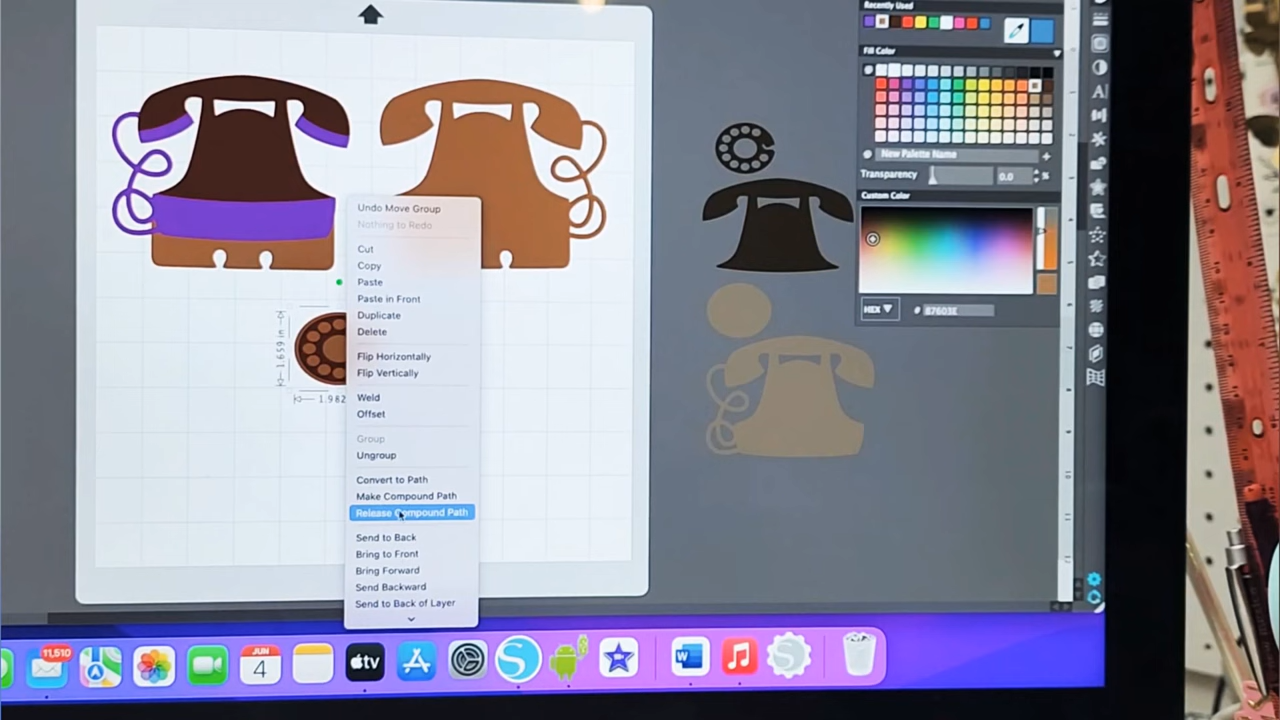 Recently Used
Fill Color
New Palette Name
+
Transparency
0.0
%
Custom Color
HEX
# 87603E
Undo Move Group
Nothing to Redo
Cut
Copy
Paste
Paste in Front
Duplicate
Delete
Flip Horizontally
Flip Vertically
Weld
Offset
Group
Ungroup
Convert to Path
Make Compound Path
Release Compound Path
Send to Back
Bring to Front
Bring Forward
Send Backward
Send to Back of Layer
1.659 in
1.982
11,510
JUN
4
tv
W